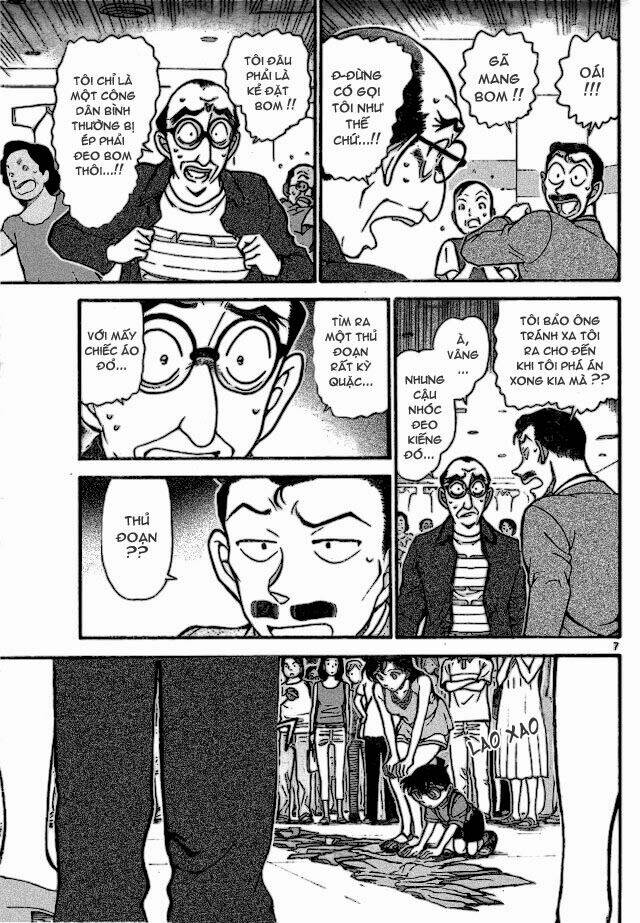 OÁI
!!!
GÃ
MANG
BOM !!
Đ-ĐỪNG
CÓ GỌI
TÔI NHƯ
THẾ
CHỨ...!!
TÔI ĐÂU
PHẢI LÀ
KẺ ĐẶT
BOM !!
TÔI CHỈ LÀ
MỘT CÔNG
DÂN BÌNH
THƯỜNG BỊ
ÉP PHẢI
ĐEO BOM
THÔI...!!
TÔI BẢO ÔNG
TRÁNH XA TÔI
RA CHO ĐẾN
KHI TÔI PHÁ ÁN
XONG KIA MÀ ??
À,
VÂNG
...
NHƯNG
CẬU NHÓC
ĐEO
KIẾNG
ĐÓ...
TÌM RA
MỘT THỦ
ĐOẠN
RẤT KỲ
QUẶC...
VỚI MẤY
CHIẾC ÁO
ĐỎ...
THỦ
ĐOẠN
??
7
LAO XAO